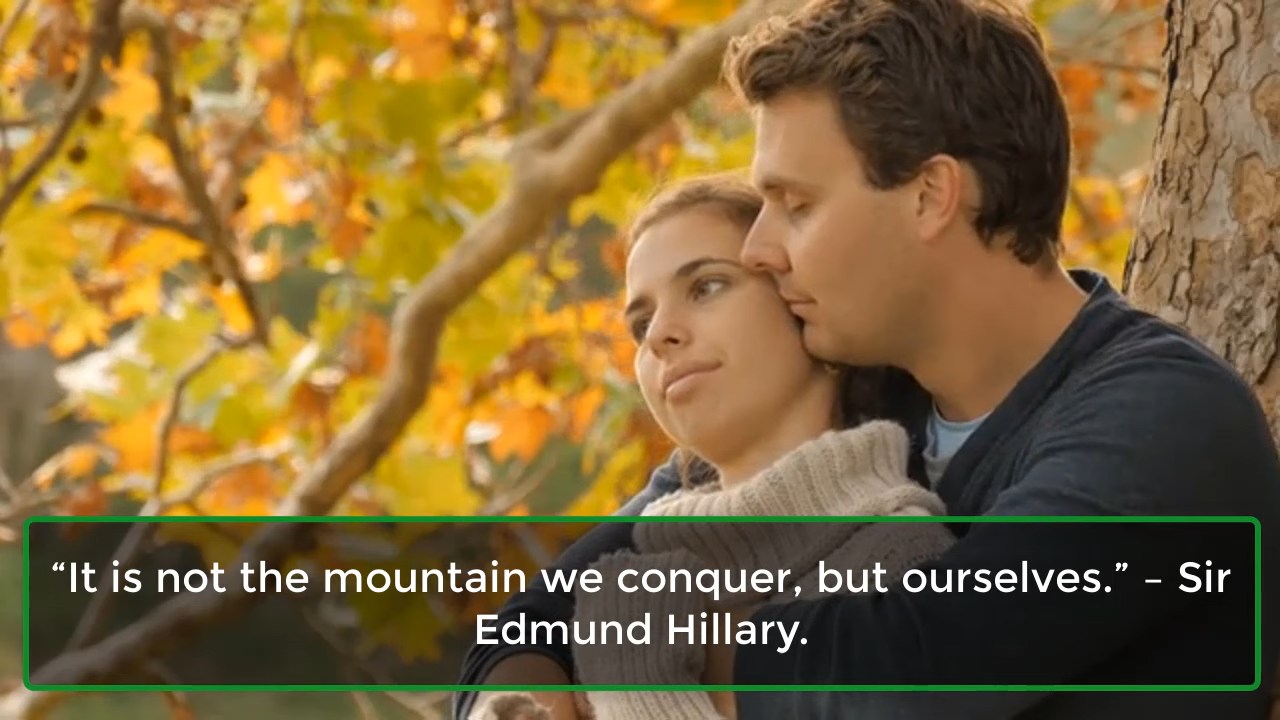 “It is not the mountain we conquer, but ourselves.” – Sir
Edmund Hillary.